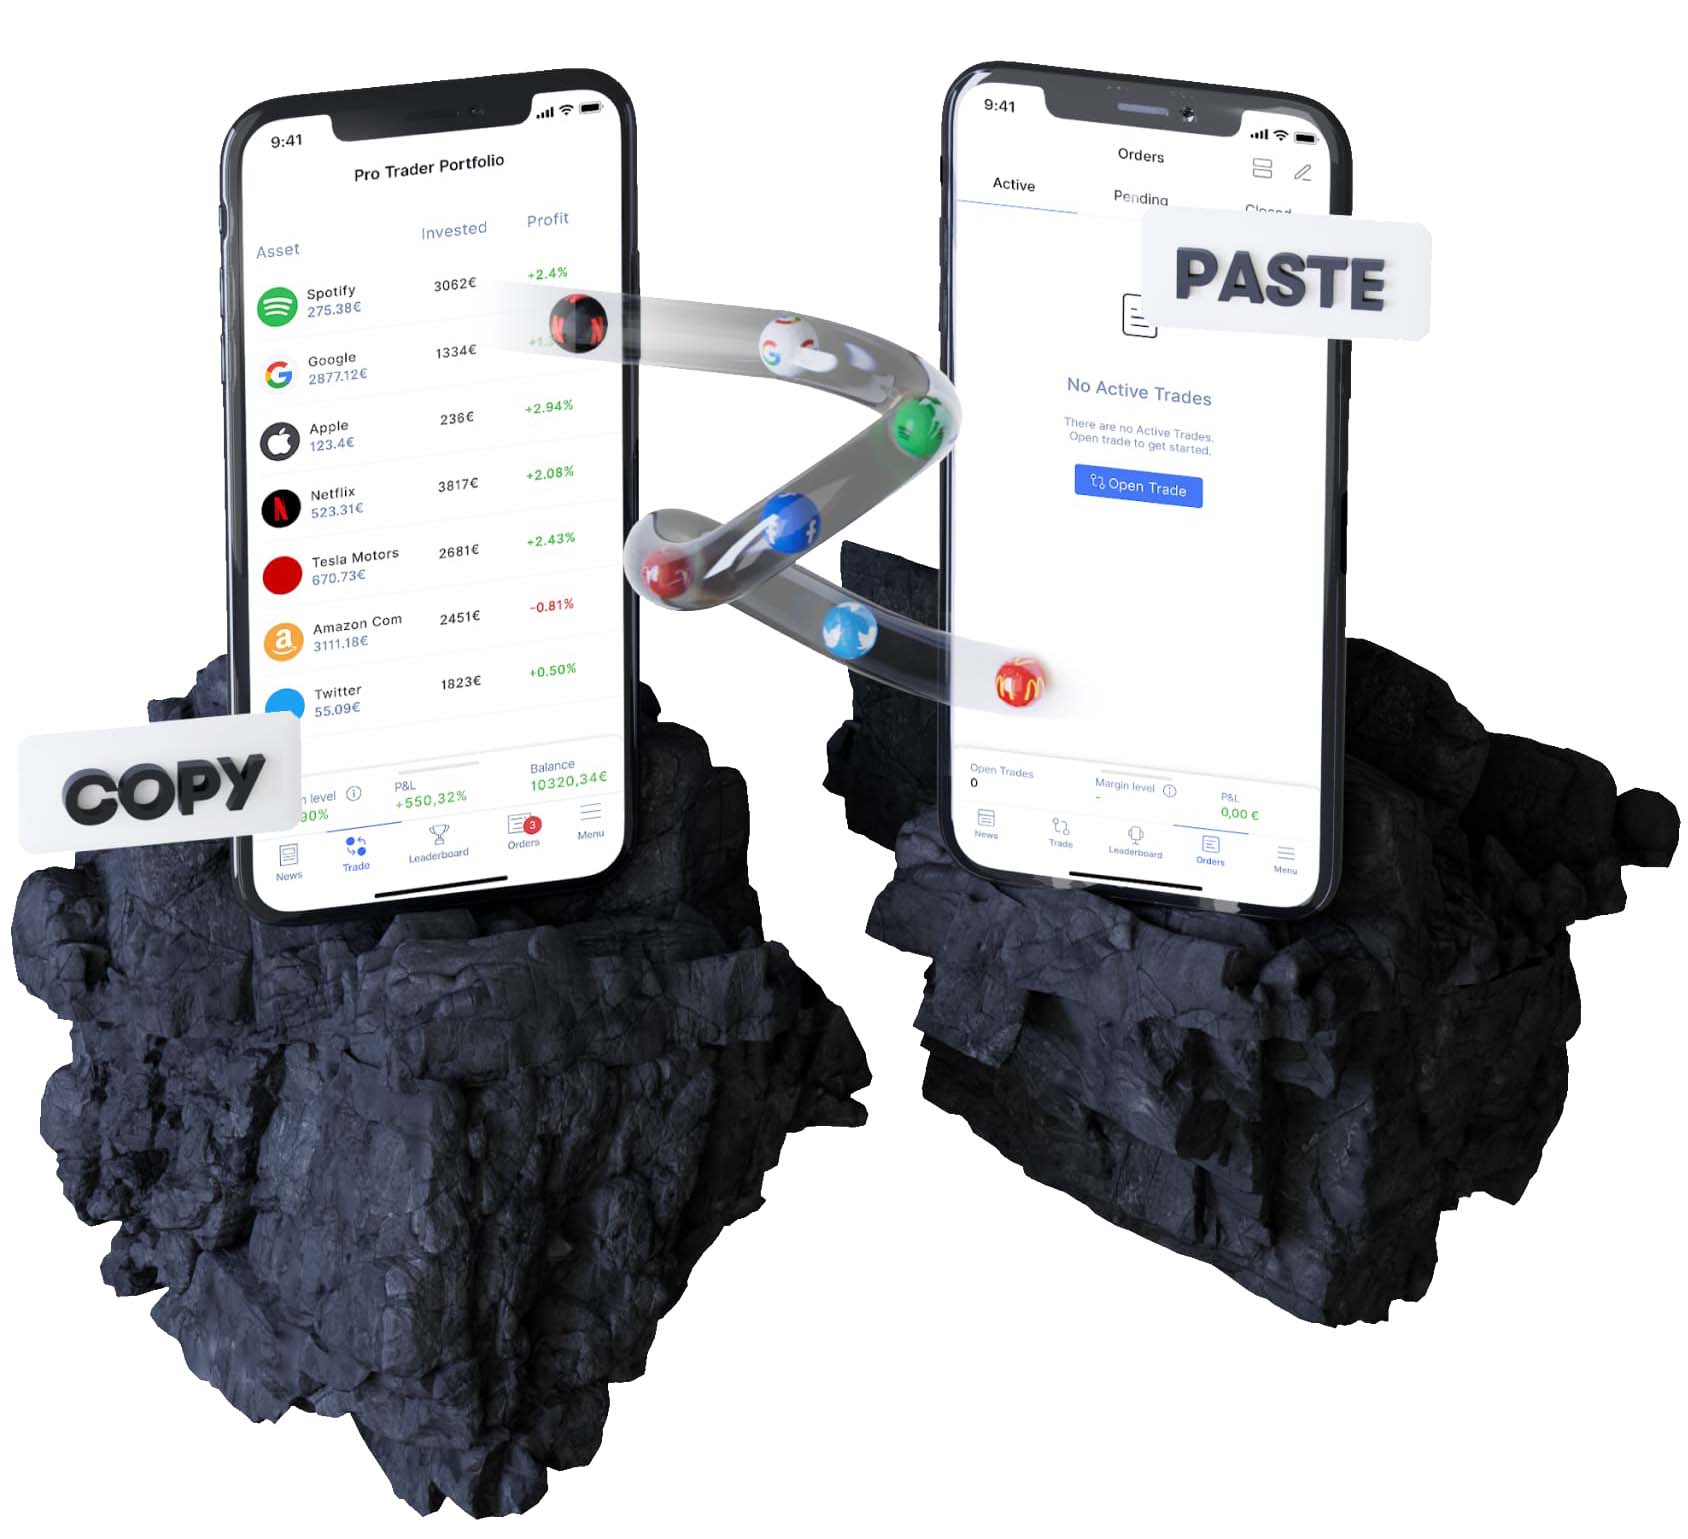 9:41
Pro Trader Portfolio
Asset Invested Profit
Spotify 3062€ +2.4%
275.38€
Google 1334€
2877.12€
Apple 236€ +2.94%
123.4€
Netflix 3817€ +2.08%
523.31€
Tesla Motors 2681€ +2.43%
670.73€
Amazon Com 2451€ -0.81%
3111.18€
Twitter 1823€ +0.50%
55.09€
COPY
level P&L Balance
90% +550,32% 10320,34€
3
News Trade Leaderboard Orders Menu
9:41
Orders
Active Pending Closed
PASTE
No Active Trades
There are no Active Trades.
Open trade to get started.
Open Trade
Open Trades Margin level P&L
0 - 0,00 €
News Trade Leaderboard Orders Menu